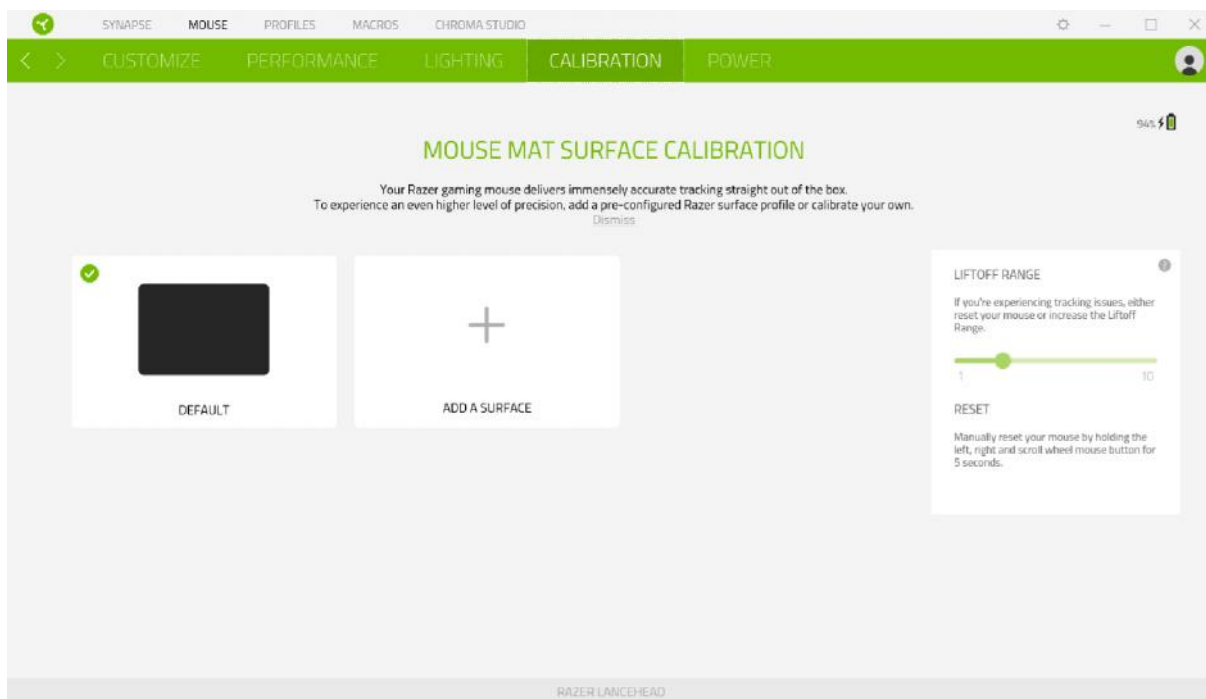 SYNAPSE MOUSE PROFILES MACROS CHROMA STUDIO
CUSTOMIZE PERFORMANCE LIGHTING CALIBRATION POWER
94%
MOUSE MAT SURFACE CALIBRATION
Your Razer gaming mouse delivers immensely accurate tracking straight out of the box.
To experience an even higher level of precision, add a pre-configured Razer surface profile or calibrate your own.
Dismiss
DEFAULT
ADD A SURFACE
LIFTOFF RANGE
If you're experiencing tracking issues, either
reset your mouse or increase the Liftoff
Range.
1 10
RESET
Manually reset your mouse by holding the
left, right and scroll wheel mouse button for
5 seconds.
RAZER LANCEHEAD